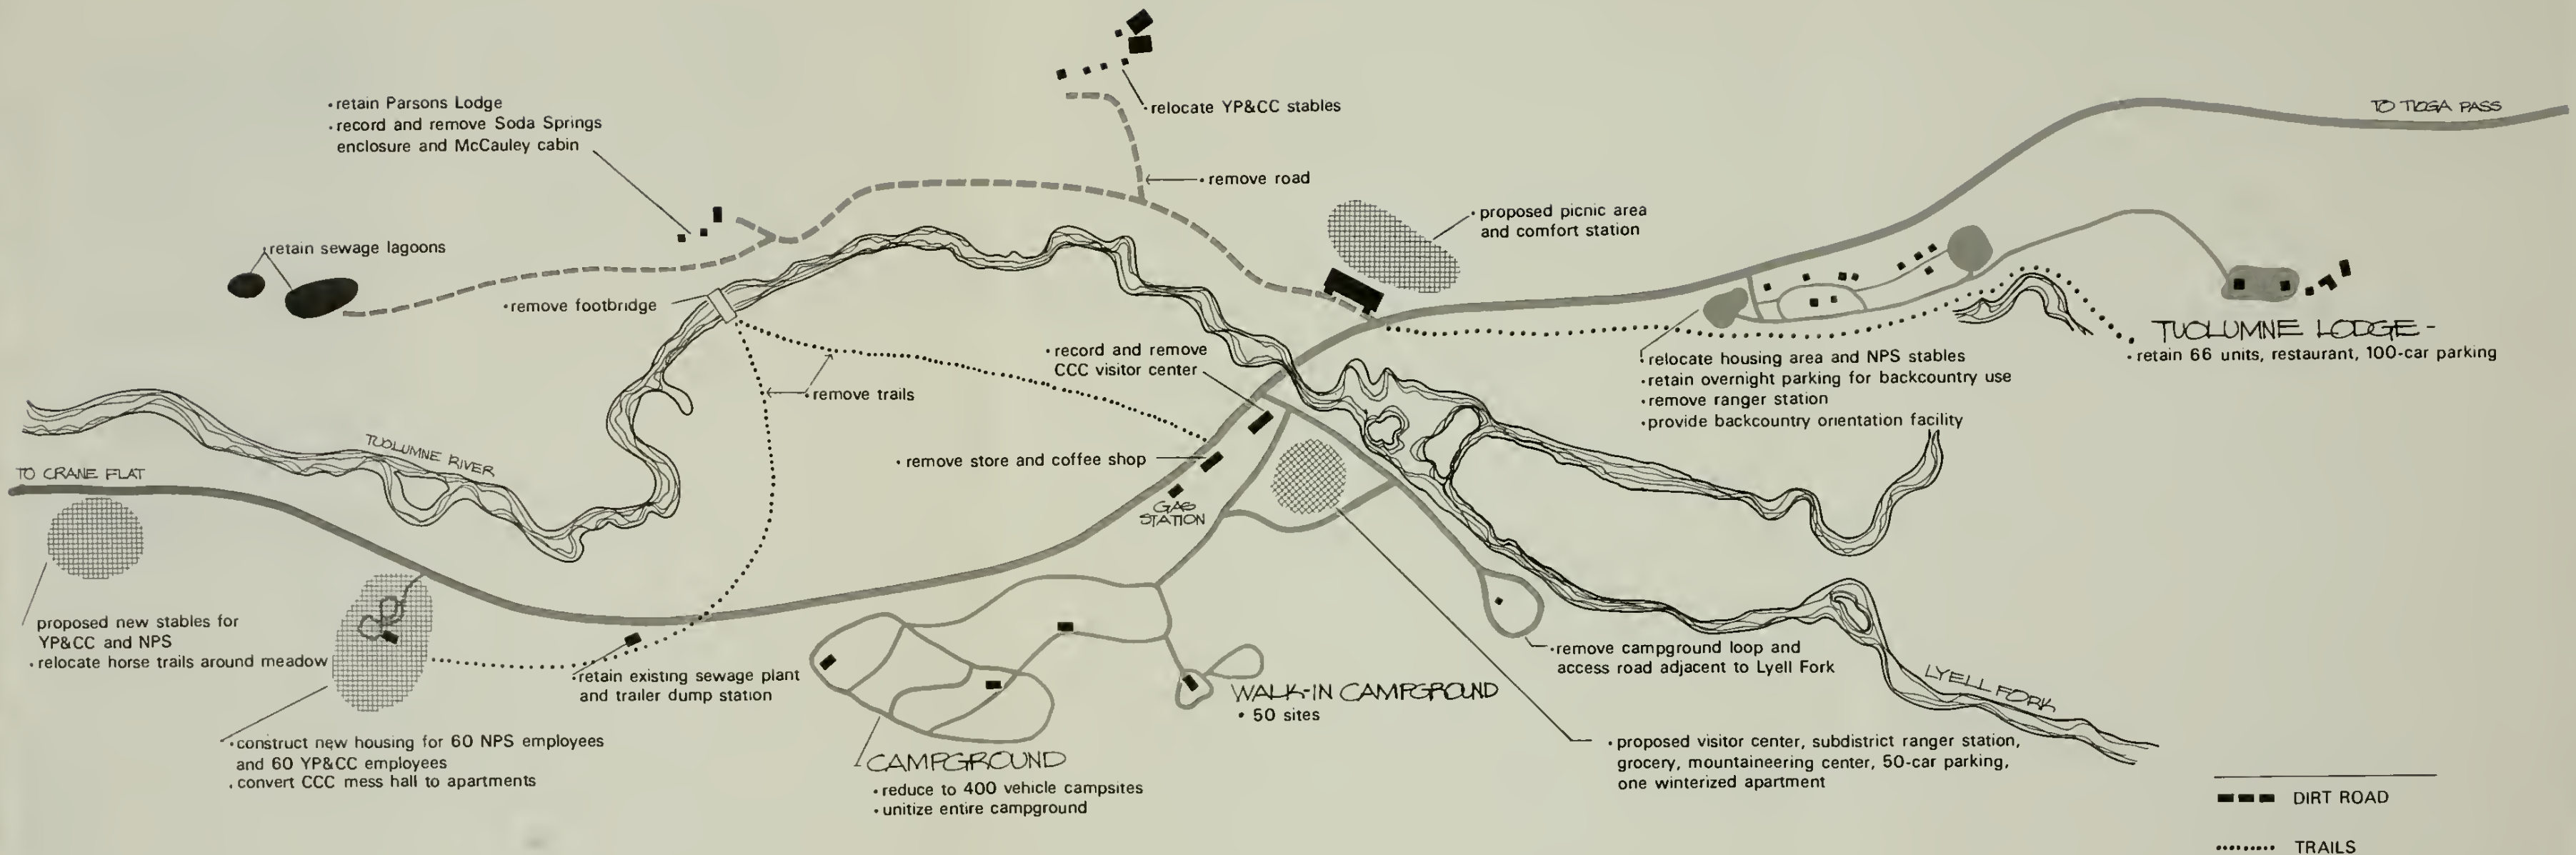 • retain Parsons Lodge
• record and remove Soda Springs
enclosure and McCauley cabin
• retain sewage lagoons
• relocate YP&CC stables
• remove road
• proposed picnic area
and comfort station
TO TIOGA PASS
• remove footbridge
• remove trails
• record and remove
CCC visitor center
• remove store and coffee shop
GAS
STATION
TUOLUMNE LODGE -
• retain 66 units, restaurant, 100-car parking
• relocate housing area and NPS stables
• retain overnight parking for backcountry use
• remove ranger station
• provide backcountry orientation facility
TUOLUMNE RIVER
TO CRANE FLAT
proposed new stables for
YP&CC and NPS
• relocate horse trails around meadow
• retain existing sewage plant
and trailer dump station
• construct new housing for 60 NPS employees
and 60 YP&CC employees
• convert CCC mess hall to apartments
CAMPGROUND
• reduce to 400 vehicle campsites
• unitize entire campground
WALK-IN CAMPGROUND
• 50 sites
• remove campground loop and
access road adjacent to Lyell Fork
LYELL FORK
• proposed visitor center, subdistrict ranger station,
grocery, mountaineering center, 50-car parking,
one winterized apartment
DIRT ROAD
TRAILS